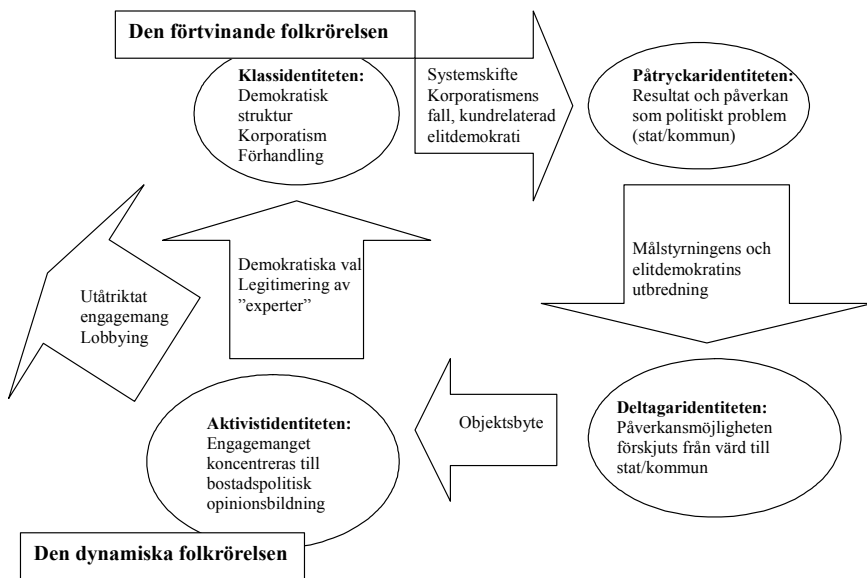 Den förtvinande folkrörelsen
Klassidentiteten:
Demokratisk
struktur
Korporatism
Förhandling
Systemskifte
Korporatismens
fall, kundrelaterad
elitdemokrati
Påtryckaridentiteten:
Resultat och påverkan
som politiskt problem
(stat/kommun)
Utåtriktat
engagemang
Lobbying
Demokratiska val
Legitimering av
”experter”
Målstyrningens och
elitdemokratins
utbredning
Aktivistidentiteten:
Engagemanget
koncentreras till
bostadspolitisk
opinionsbildning
Objektsbyte
Deltagaridentiteten:
Påverkansmöjligheten
förskjuts från värd till
stat/kommun
Den dynamiska folkrörelsen